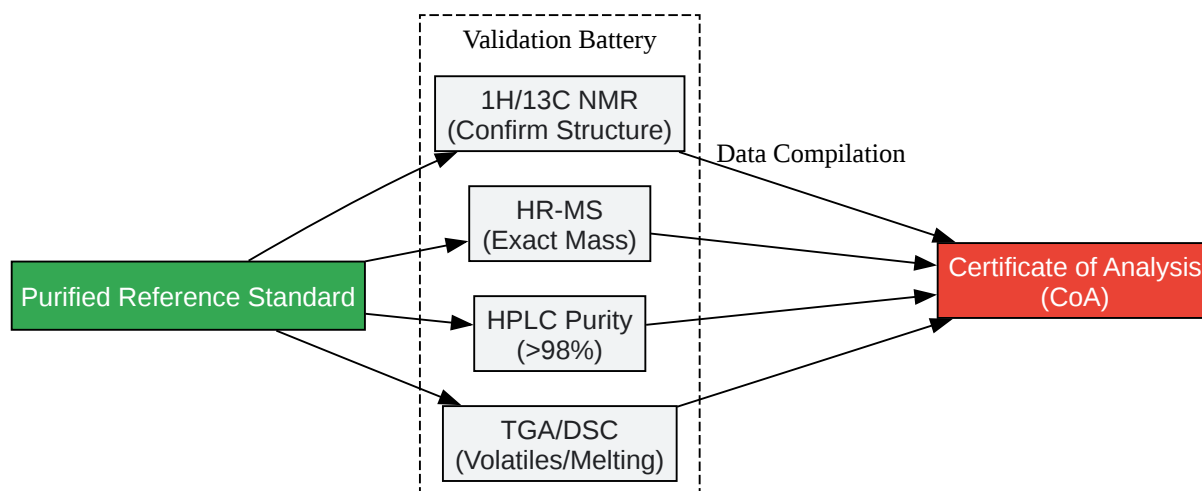 Validation Battery
1H/13C NMR
(Confirm Structure)
Data Compilation
HR-MS
(Exact Mass)
Purified Reference Standard
Certificate of Analysis
(CoA)
HPLC Purity
(>98%)
TGA/DSC
(Volatiles/Melting)